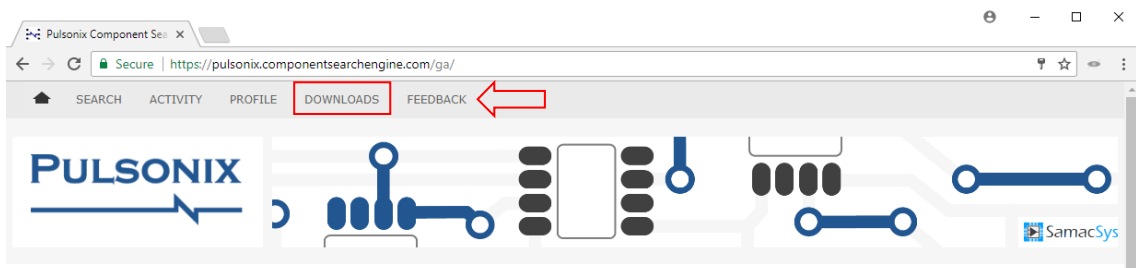 Pulsonix Component Sea
Secure | https://pulsonix.componentsearchengine.com/ga/
SEARCH ACTIVITY PROFILE DOWNLOADS FEEDBACK
PULSONIX
SamacSys